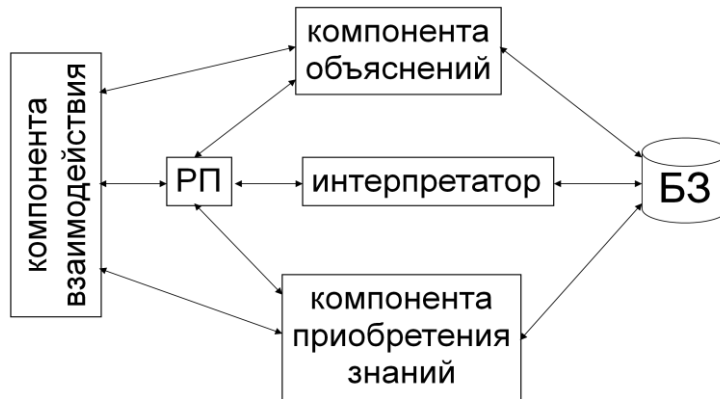 компонента
взаимодействия
компонента
объяснений
РП
интерпретатор
БЗ
компонента
приобретения
знаний